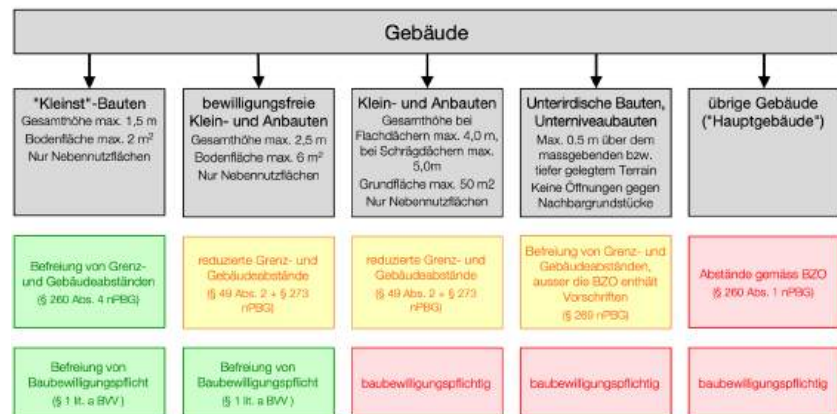 Gebäude
"Kleinst"-Bauten
Gesamthöhe max. 1,5 m
Bodenfläche max. 2 m²
Nur Nebennutzflächen
bewilligungsfreie
Klein- und Anbauten
Gesamthöhe max. 2,5 m
Bodenfläche max. 6 m²
Nur Nebennutzflächen
Klein- und Anbauten
Gesamthöhe bei
Flachdächern max. 4,0 m,
bei Schrägdächern max.
5,0m
Grundfläche max. 50 m2
Nur Nebennutzflächen
Unterirdische Bauten,
Unterniveaubauten
Max. 0.5 m über dem
massgebenden bzw.
tiefer gelegtem Terrain
Keine Öffnungen gegen
Nachbargrundstücke
übrige Gebäude
("Hauptgebäude")
Befreiung von Grenz-
und Gebäudeabständen
(§ 260 Abs. 4 nPBG)
reduzierte Grenz- und
Gebäudeabstände
(§ 49 Abs. 2 + § 273
nPBG)
reduzierte Grenz- und
Gebäudeabstände
(§ 49 Abs. 2 + § 273
nPBG)
Befreiung von Grenz- und
Gebäudeabständen,
ausser die BZO enthält
Vorschriften
(§ 269 nPBG)
Abstände gemäss BZO
(§ 260 Abs. 1 nPBG)
Befreiung von
Baubewilligungspflicht
(§ 1 lit. a BVV)
Befreiung von
Baubewilligungspflicht
(§ 1 lit. a BVV)
baubewilligungspflichtig
baubewilligungspflichtig
baubewilligungspflichtig